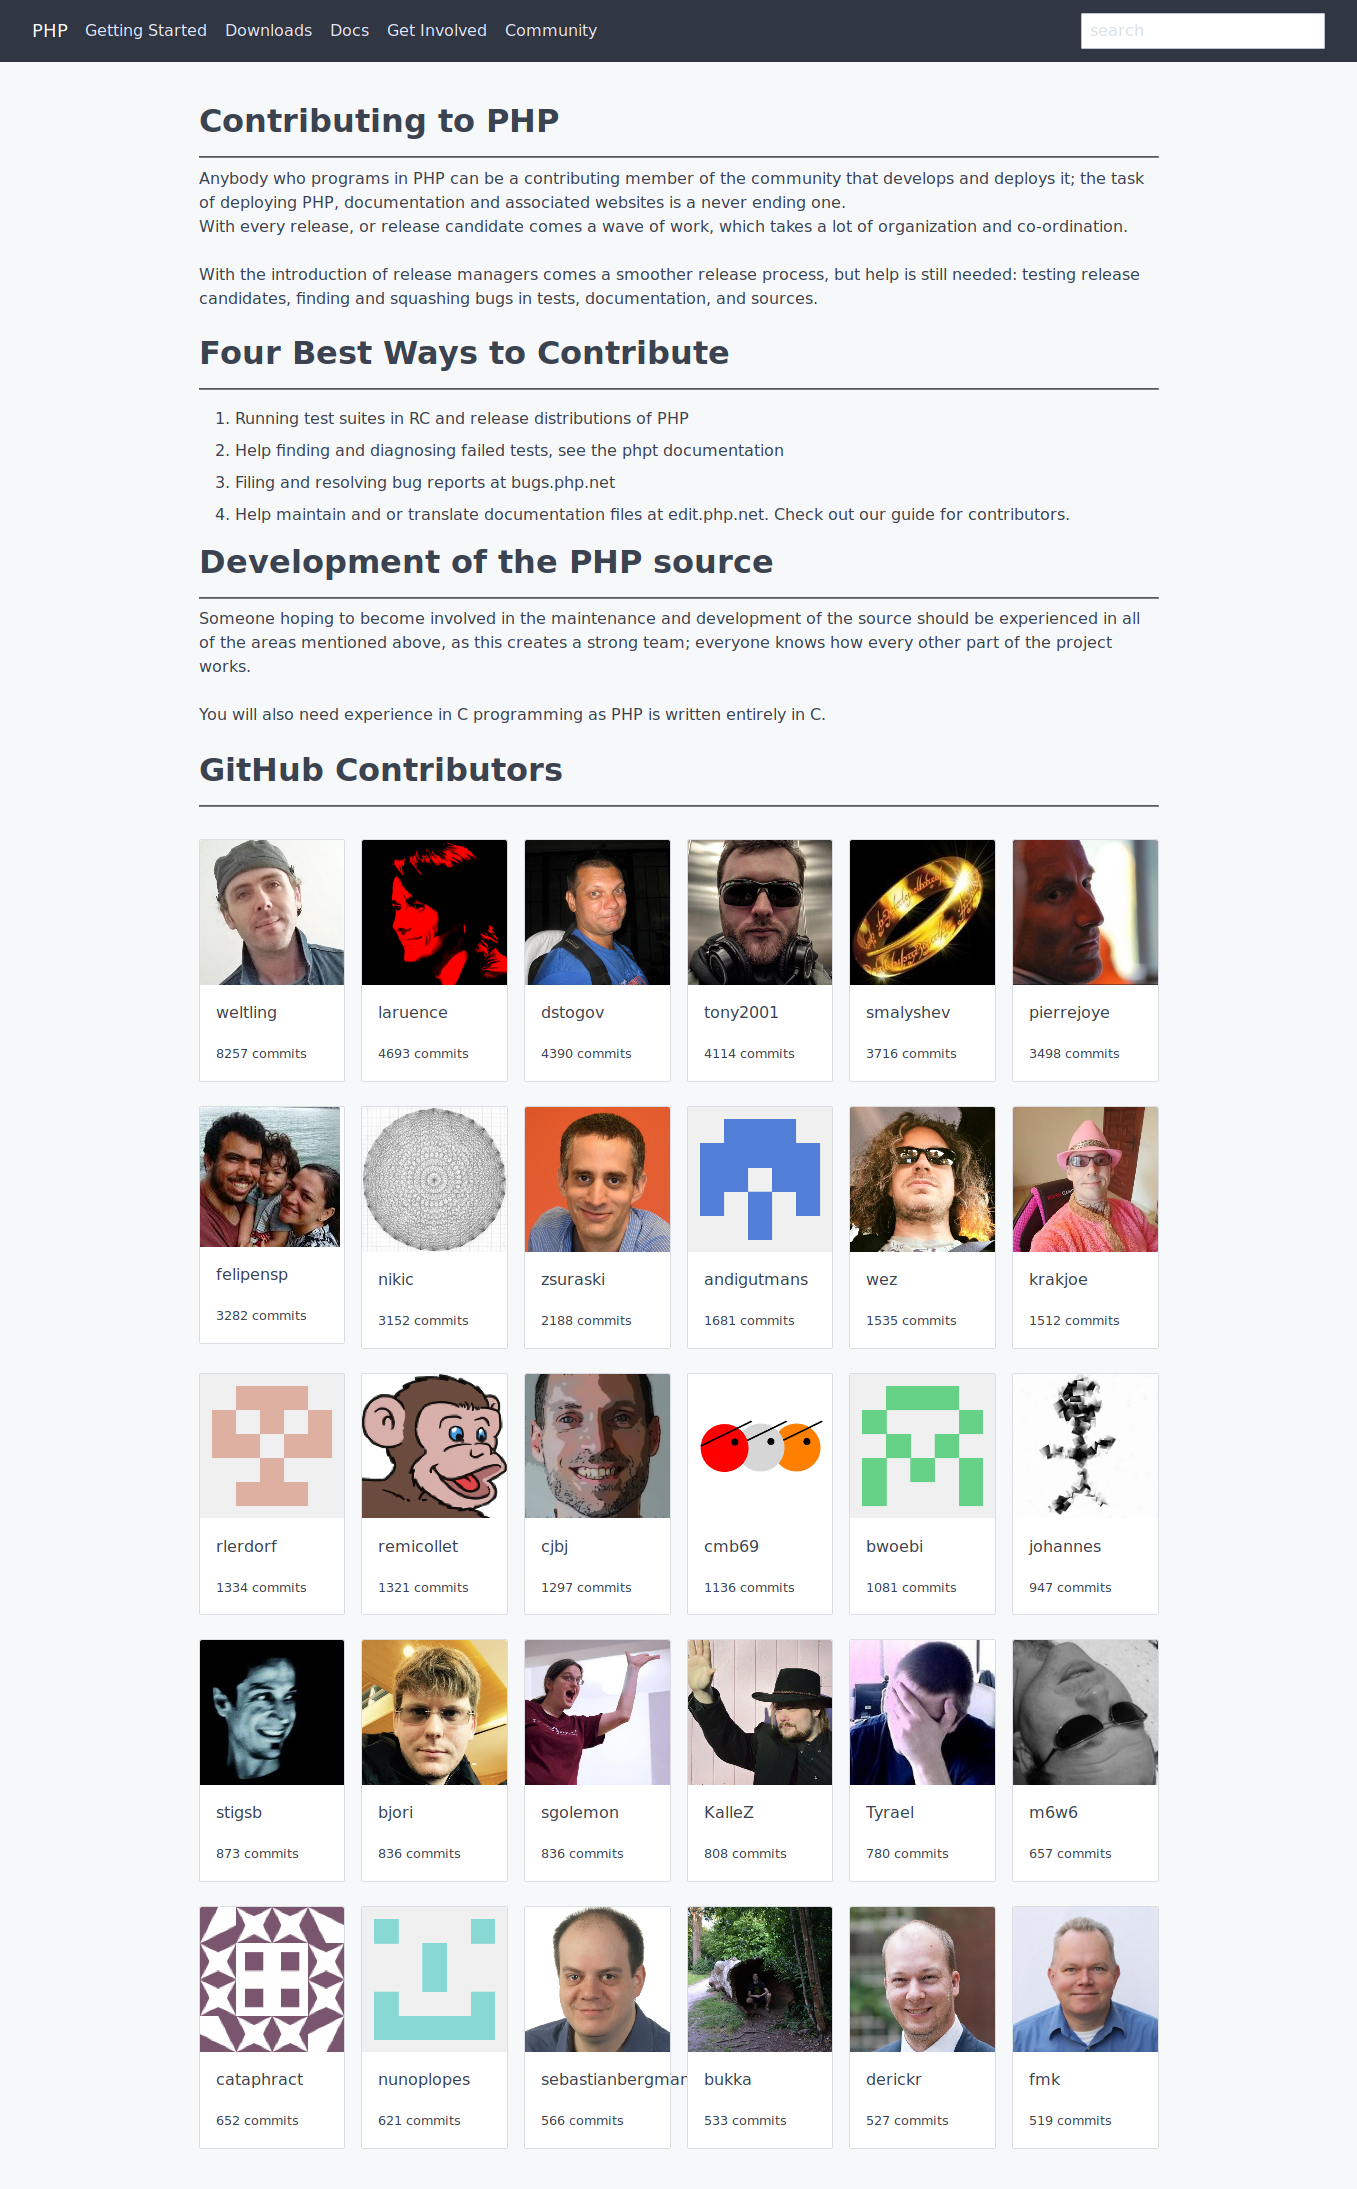 PHP Getting Started Downloads Docs Get Involved Community search
Contributing to PHP
Anybody who programs in PHP can be a contributing member of the community that develops and deploys it; the task
of deploying PHP, documentation and associated websites is a never ending one.
With every release, or release candidate comes a wave of work, which takes a lot of organization and co-ordination.
With the introduction of release managers comes a smoother release process, but help is still needed: testing release
candidates, finding and squashing bugs in tests, documentation, and sources.
Four Best Ways to Contribute
1. Running test suites in RC and release distributions of PHP
2. Help finding and diagnosing failed tests, see the phpt documentation
3. Filing and resolving bug reports at bugs.php.net
4. Help maintain and or translate documentation files at edit.php.net. Check out our guide for contributors.
Development of the PHP source
Someone hoping to become involved in the maintenance and development of the source should be experienced in all
of the areas mentioned above, as this creates a strong team; everyone knows how every other part of the project
works.
You will also need experience in C programming as PHP is written entirely in C.
GitHub Contributors
weltling laruence dstogov tony2001 smalyshev pierrejoye
8257 commits 4693 commits 4390 commits 4114 commits 3716 commits 3498 commits
felipensp nikic zsuraski andigutmans wez krakjoe
3282 commits 3152 commits 2188 commits 1681 commits 1535 commits 1512 commits
rlerdorf remicollet cjbj cmb69 bwoebi johannes
1334 commits 1321 commits 1297 commits 1136 commits 1081 commits 947 commits
stigsb bjori sgolemon KalleZ Tyrael m6w6
873 commits 836 commits 836 commits 808 commits 780 commits 657 commits
cataphract nunoplopes sebastianbergmar bukka derickr fmk
652 commits 621 commits 566 commits 533 commits 527 commits 519 commits